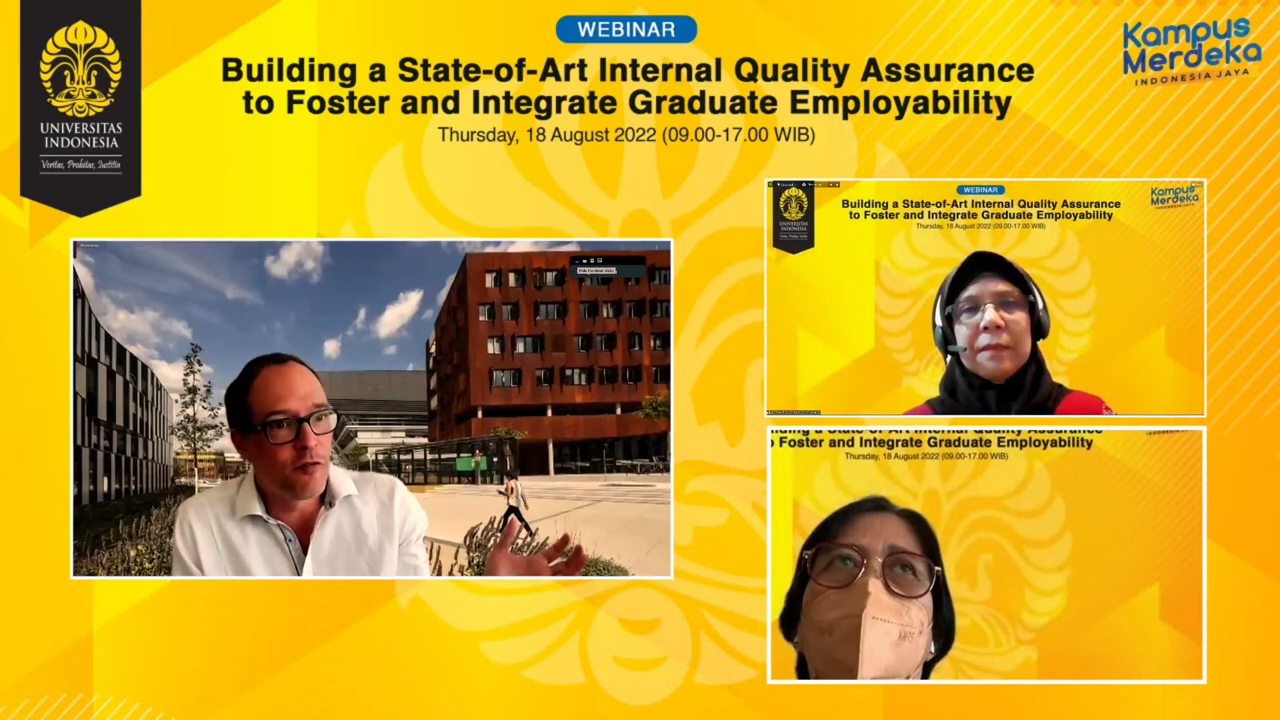 UNIVERSITAS
INDONESIA
Veritas, Probitas, Justitia
WEBINAR
Building a State-of-Art Internal Quality Assurance
to Foster and Integrate Graduate Employability
Thursday, 18 August 2022 (09.00-17.00 WIB)
Kampus
Merdeka
INDONESIA JAYA
UNIVERSITAS
INDONESIA
WEBINAR
Building a State-of-Art Internal Quality Assurance
to Foster and Integrate Graduate Employability
Thursday, 18 August 2022 (09.00-17.00 WIB)
Kampus
Merdeka
Foster and Integrate Graduate Employability
Thursday, 18 August 2022 (09.00-17.00 WIB)